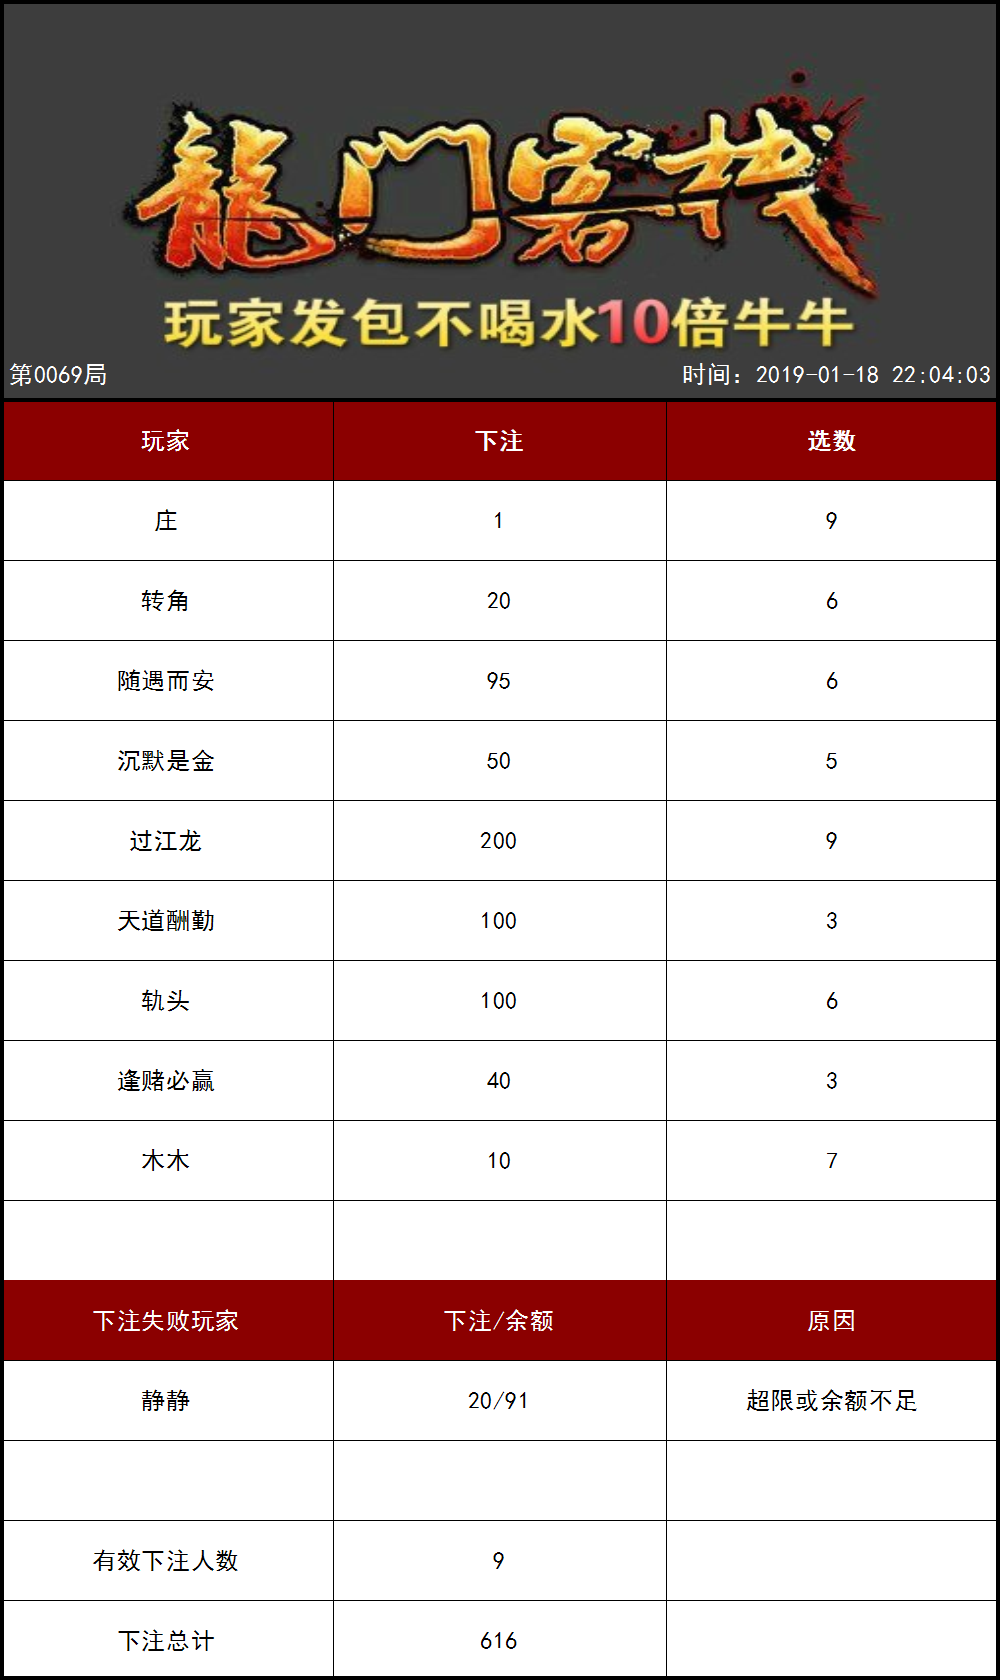 龍门客栈
玩家发包不喝水10倍牛牛
第0069局 时间：2019-01-18 22:04:03
玩家 下注 选数
庄 1 9
转角 20 6
随遇而安 95 6
沉默是金 50 5
过江龙 200 9
天道酬勤 100 3
轨头 100 6
逢赌必赢 40 3
木木 10 7
下注失败玩家 下注/余额 原因
静静 20/91 超限或余额不足
有效下注人数 9
下注总计 616